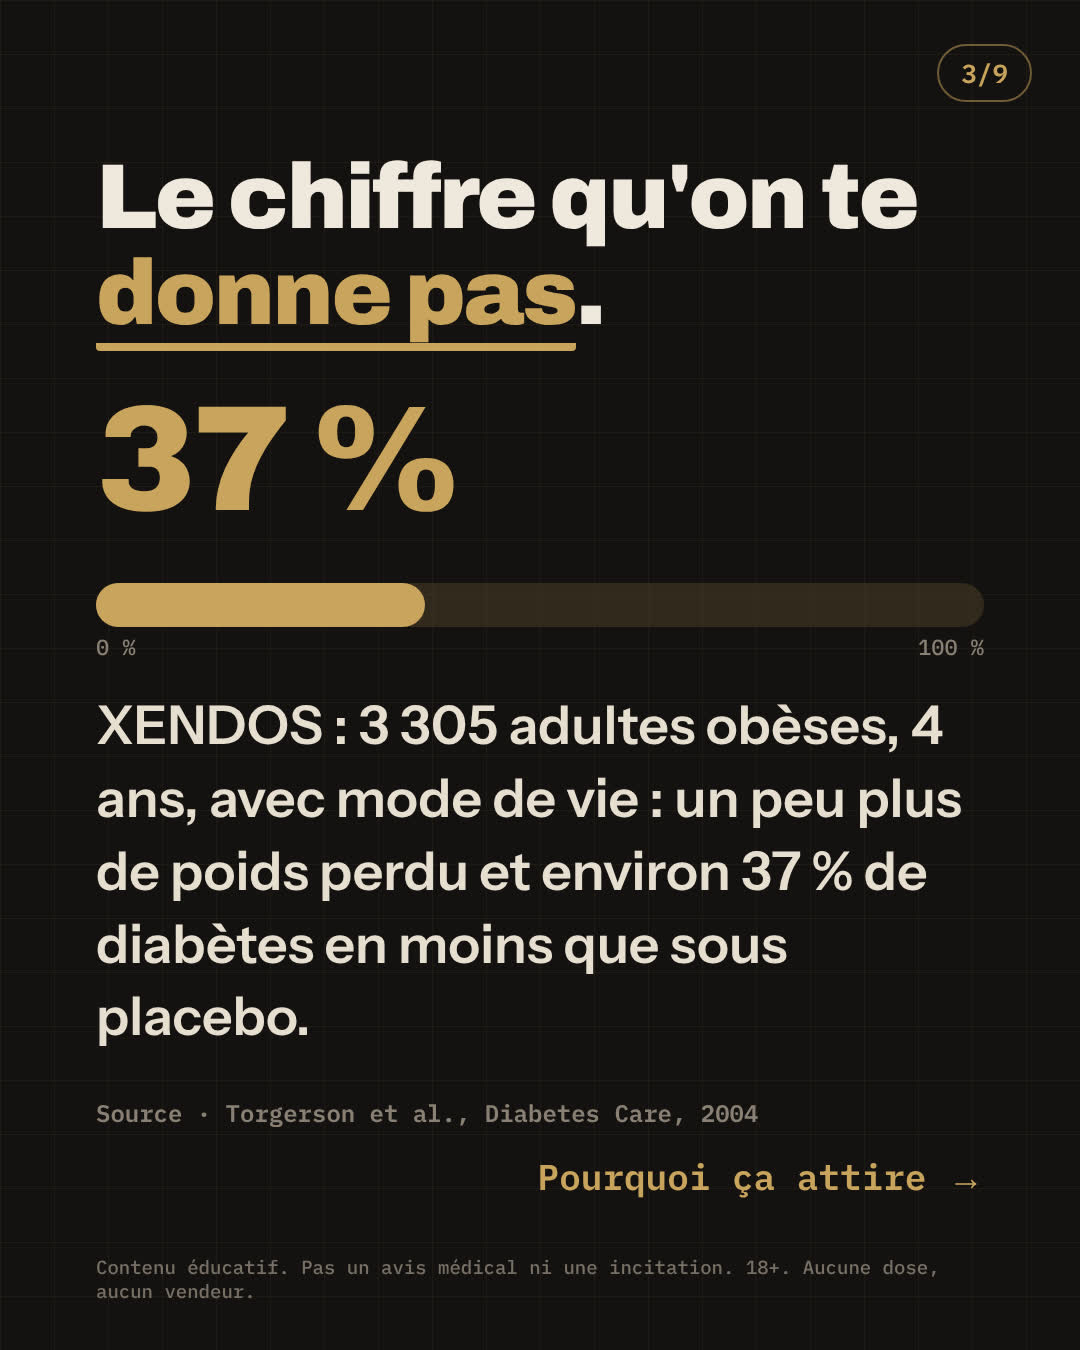 3/9
Le chiffre qu'on te
donne pas.
37 %
0 %
100 %
XENDOS : 3 305 adultes obèses, 4
ans, avec mode de vie : un peu plus
de poids perdu et environ 37 % de
diabètes en moins que sous
placebo.
Source · Torgerson et al., Diabetes Care, 2004
Pourquoi ça attire →
Contenu éducatif. Pas un avis médical ni une incitation. 18+. Aucune dose,
aucun vendeur.